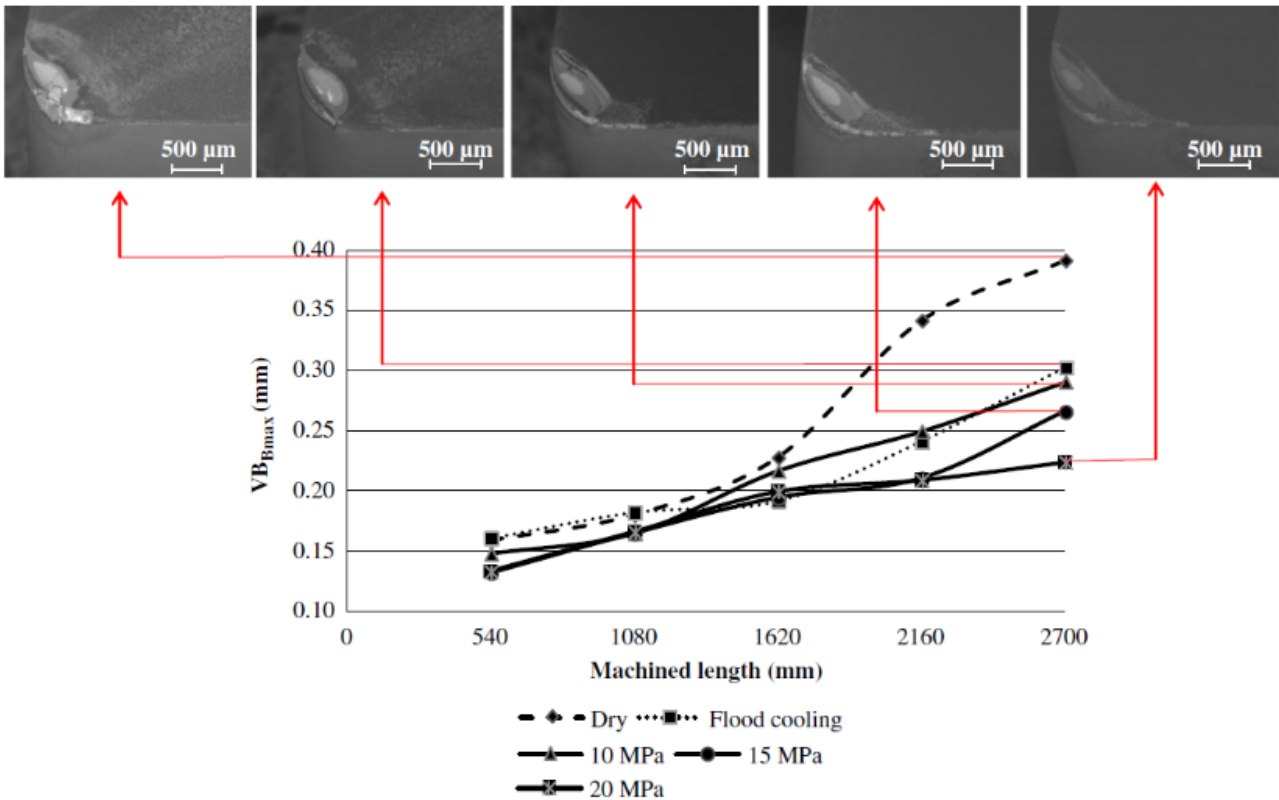 500 μm 500 μm 500 μm 500 μm 500 μm
0.40
0.35
0.30
0.25
0.20
0.15
0.10
VB_Bmax (mm)
0 540 1080 1620 2160 2700
Machined length (mm)
Dry Flood cooling
10 MPa 15 MPa
20 MPa